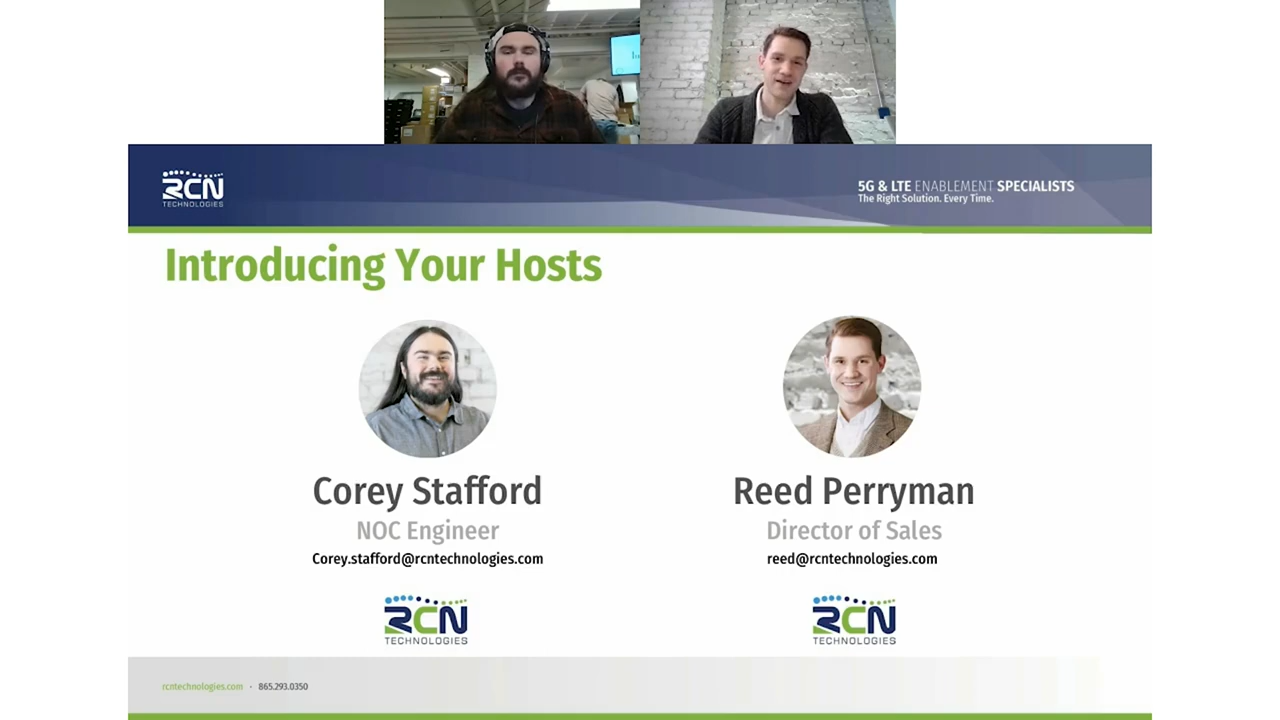 RCN
TECHNOLOGIES
5G & LTE ENABLEMENT SPECIALISTS
The Right Solution. Every Time.
Introducing Your Hosts
Corey Stafford
NOC Engineer
Corey.stafford@rcntechnologies.com
RCN
TECHNOLOGIES
Reed Perryman
Director of Sales
reed@rcntechnologies.com
RCN
TECHNOLOGIES
rcntechnologies.com · 865.293.0350